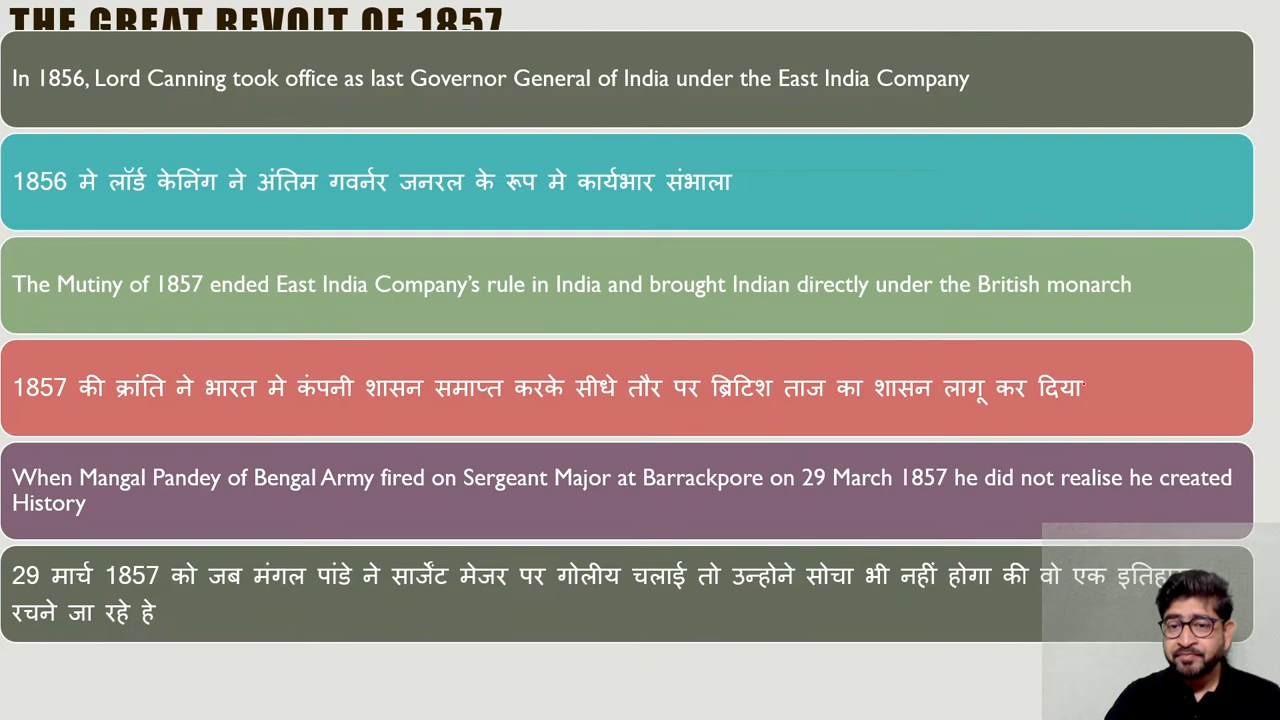 THE GREAT REVOLT OF 1857
In 1856, Lord Canning took office as last Governor General of India under the East India Company
1856 मे लॉर्ड केनिंग ने अंतिम गवर्नर जनरल के रूप मे कार्यभार संभाला
The Mutiny of 1857 ended East India Company’s rule in India and brought Indian directly under the British monarch
1857 की क्रांति ने भारत मे कंपनी शासन समाप्त करके सीधे तौर पर ब्रिटिश ताज का शासन लागू कर दिया
When Mangal Pandey of Bengal Army fired on Sergeant Major at Barrackpore on 29 March 1857 he did not realise he created
History
29 मार्च 1857 को जब मंगल पांडे ने सार्जेंट मेजर पर गोलीय चलाई तो उन्होने सोचा भी नहीं होगा की वो एक
रचने जा रहे हे